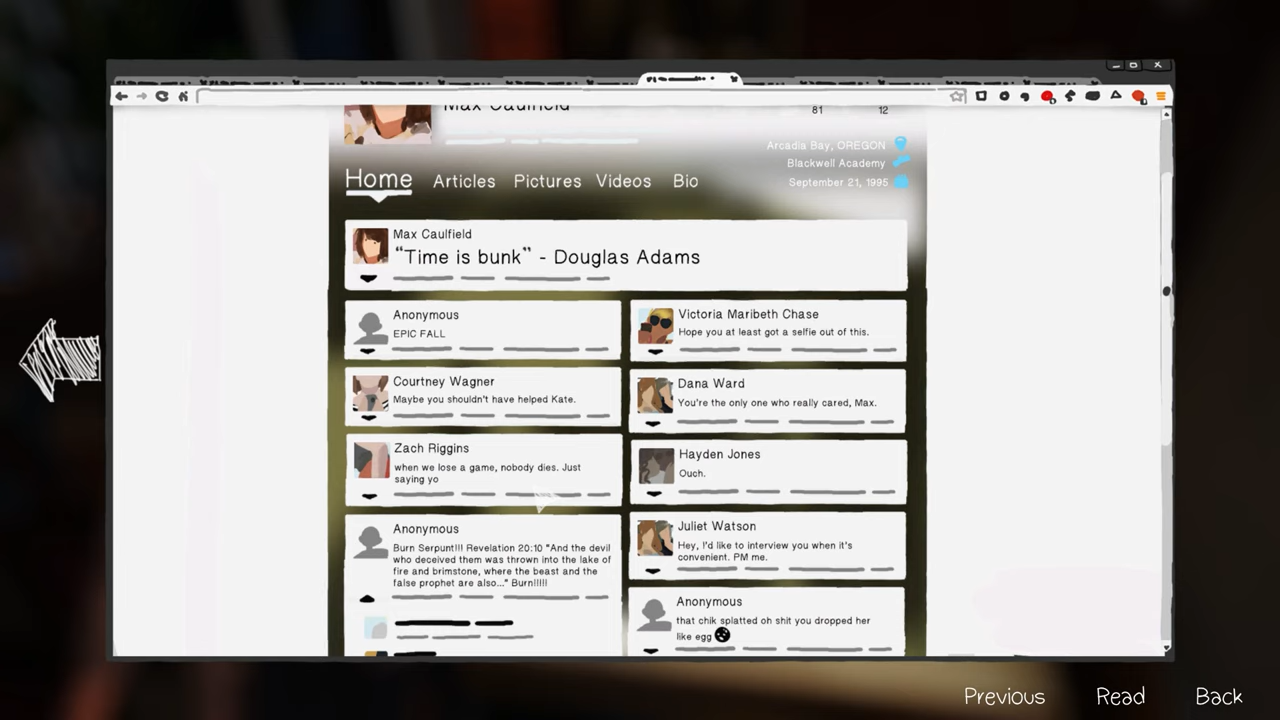 Max Caulfield
81 12
Arcadia Bay, OREGON
Blackwell Academy
September 21, 1995
Home Articles Pictures Videos Bio
Max Caulfield
“Time is bunk” - Douglas Adams
Anonymous
EPIC FALL
Courtney Wagner
Maybe you shouldn't have helped Kate.
Zach Riggins
when we lose a game, nobody dies. Just
saying yo
Anonymous
Burn Serpunt!!! Revelation 20:10 “And the devil
who deceived them was thrown into the lake of
fire and brimstone, where the beast and the
false prophet are also...” Burn!!!!!
Victoria Maribeth Chase
Hope you at least got a selfie out of this.
Dana Ward
You're the only one who really cared, Max.
Hayden Jones
Ouch.
Juliet Watson
Hey, I'd like to interview you when it's
convenient. PM me.
Anonymous
that chik splatted oh shit you dropped her
like egg
Previous Read Back